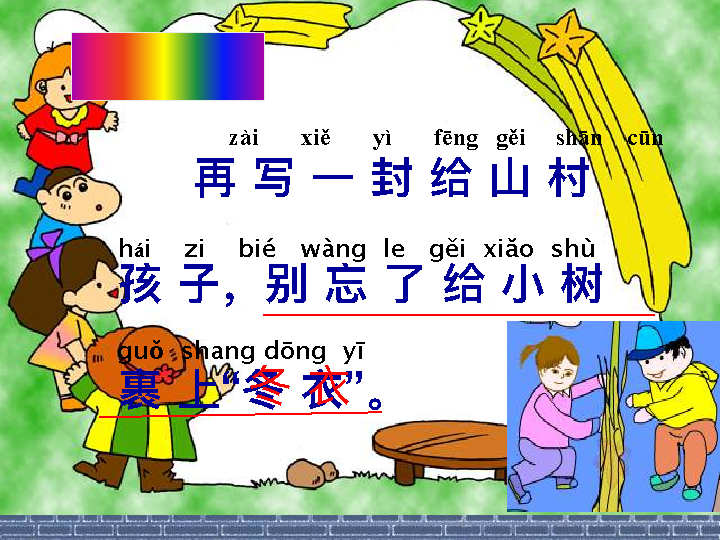 zài xiě yì fēng gěi shān cūn
再写一封给山村
hái zi bié wàng le gěi xiǎo shù
孩子，别忘了给小树
guǒ shang dōng yī
裹上“冬衣”。